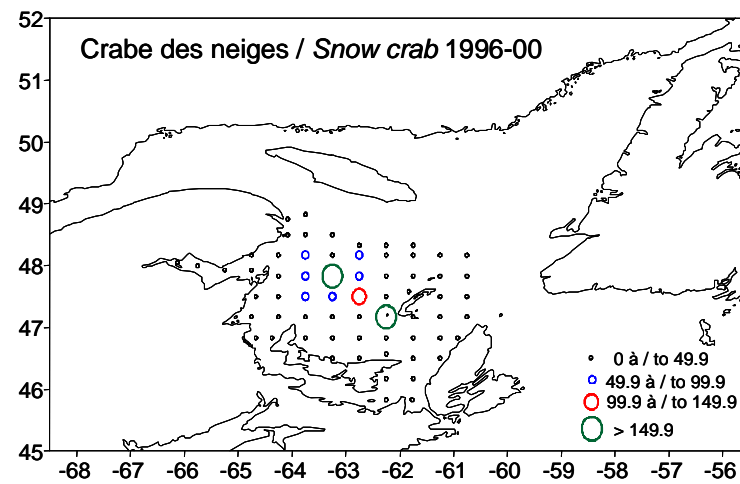 52
Crabe des neiges / Snow crab 1996-00
51
50
49
48
47
0 à / to 49.9
46
49.9 à / to 99.9
99.9 à / to 149.9
> 149.9
45
-68 -67 -66 -65 -64 -63 -62 -61 -60 -59 -58 -57 -56